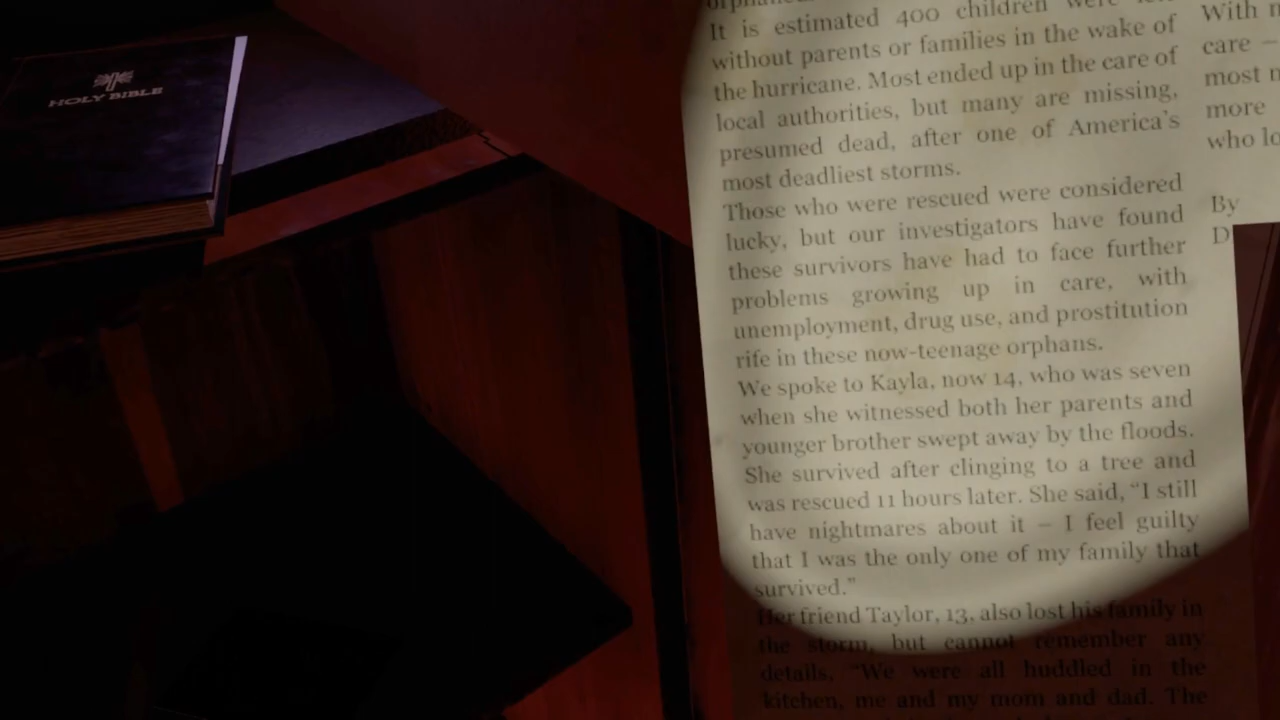 HOLY BIBLE
It is estimated 400 children were
without parents or families in the wake of
the hurricane. Most ended up in the care of
local authorities, but many are missing,
presumed dead, after one of America's
most deadliest storms.
Those who were rescued were considered
lucky, but our investigators have found
these survivors have had to face further
problems growing up in care, with
unemployment, drug use, and prostitution
rife in these now-teenage orphans.
We spoke to Kayla, now 14, who was seven
when she witnessed both her parents and
younger brother swept away by the floods.
She survived after clinging to a tree and
was rescued 11 hours later. She said, “I still
have nightmares about it – I feel guilty
that I was the only one of my family that
survived.”
Her friend Taylor, 13, also lost his family in
the storm, but cannot remember any
details, “We were all huddled in the
kitchen, me and my mom and dad. The
With
care –
most
more
who
By